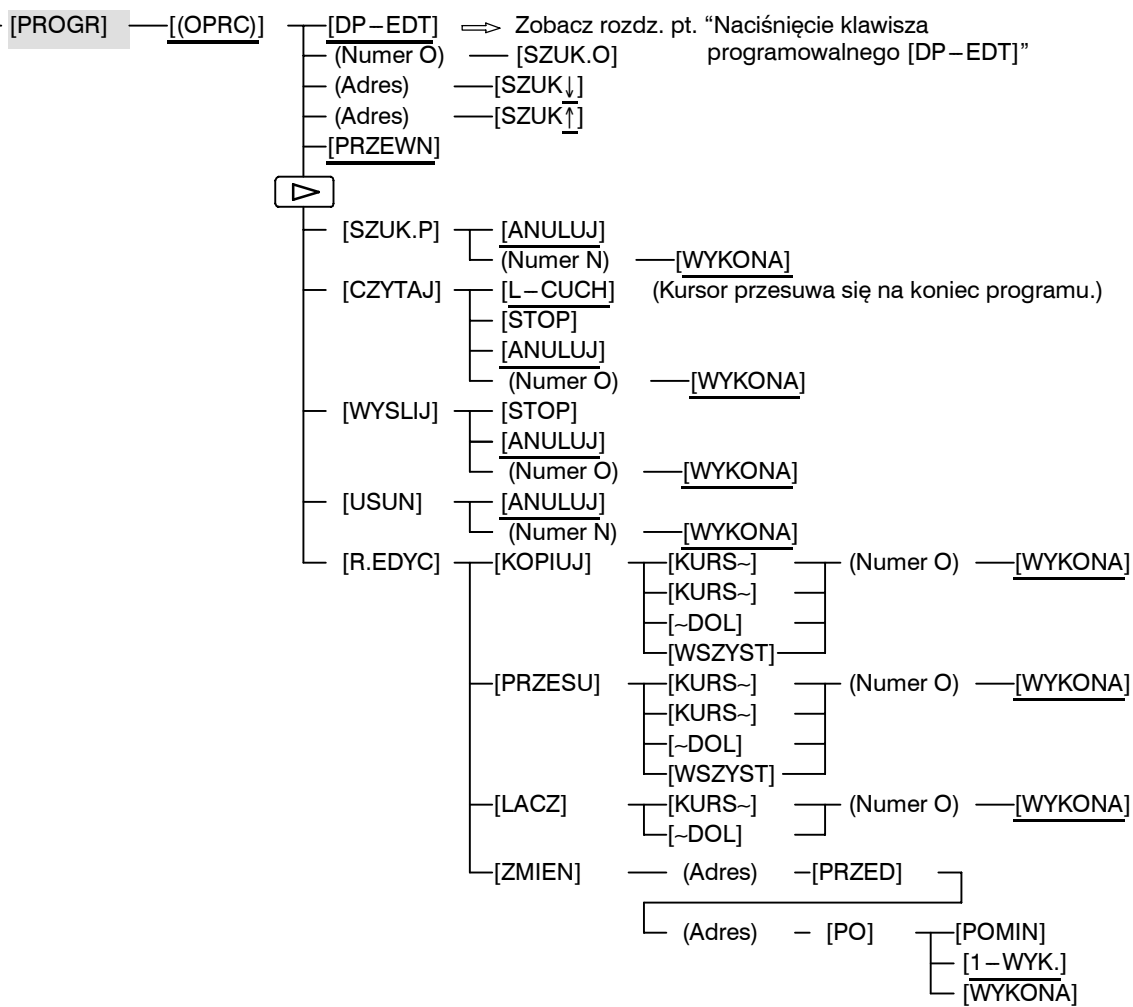 [PROGR] [(OPRC)] [DP–EDT] ⇒ Zobacz rozdz. pt. “Naciśnięcie klawisza
programowalnego [DP–EDT]”
(Numer O) [SZUK.O]
(Adres) [SZUK↓]
(Adres) [SZUK↑]
[PRZEWN]
[SZUK.P] [ANULUJ]
(Numer N) [WYKONA]
[CZYTAJ] [L–CUCH] (Kursor przesuwa się na koniec programu.)
[STOP]
[ANULUJ]
(Numer O) [WYKONA]
[WYSLIJ] [STOP]
[ANULUJ]
(Numer O) [WYKONA]
[USUN] [ANULUJ]
(Numer N) [WYKONA]
[R.EDYC] [KOPIUJ] [KURS~] (Numer O) [WYKONA]
[KURS~]
[~DOL]
[WSZYST]
[PRZESU] [KURS~] (Numer O) [WYKONA]
[KURS~]
[~DOL]
[WSZYST]
[LACZ] [KURS~] (Numer O) [WYKONA]
[~DOL]
[ZMIEN] (Adres) [PRZED]
(Adres) [PO] [POMIN]
[1–WYK.]
[WYKONA]